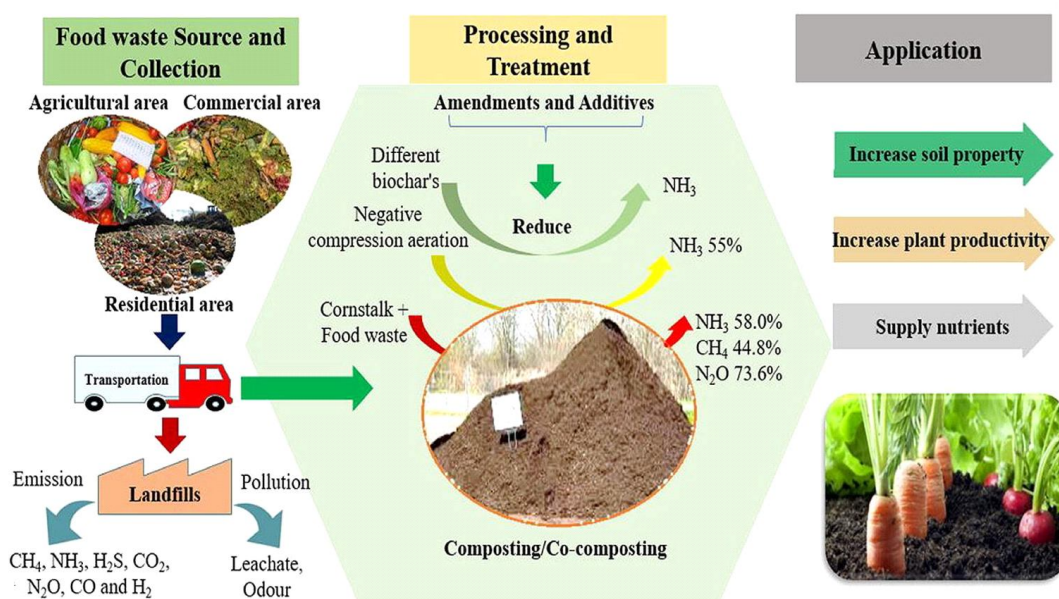 Food waste Source and
Collection
Agricultural area
Commercial area
Residential area
Transportation
Landfills
Emission
Pollution
CH₄, NH₃, H₂S, CO₂,
N₂O, CO and H₂
Leachate,
Odour
Processing and
Treatment
Amendments and Additives
Different
biochar's
Reduce
NH₃
Negative
compression aeration
NH₃ 55%
Cornstalk +
Food waste
NH₃ 58.0%
CH₄ 44.8%
N₂O 73.6%
Composting/Co-composting
Application
Increase soil property
Increase plant productivity
Supply nutrients